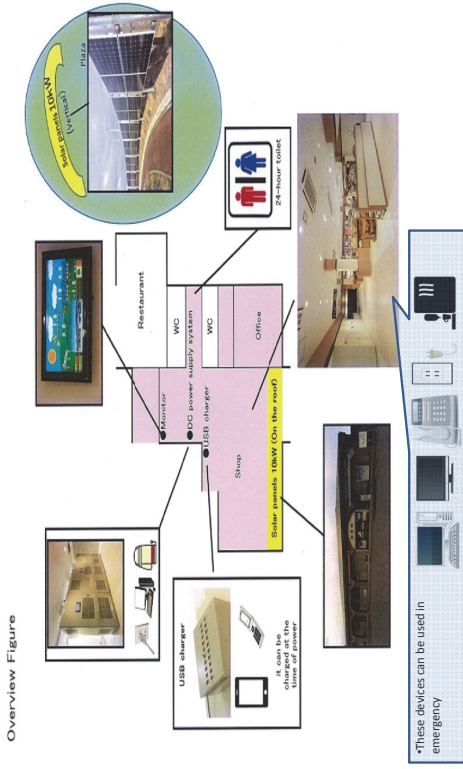 Overview Figure
Solar panels 10kW
(Vertical)
Plaza
Restaurant
WC
WC
Office
Monitor
DC power supply system
USB charger
Shop
Solar panels 10kW (On the roof)
24-hour toilet
USB charger
it can be
charged at the
time of power
•These devices can be used in
emergency